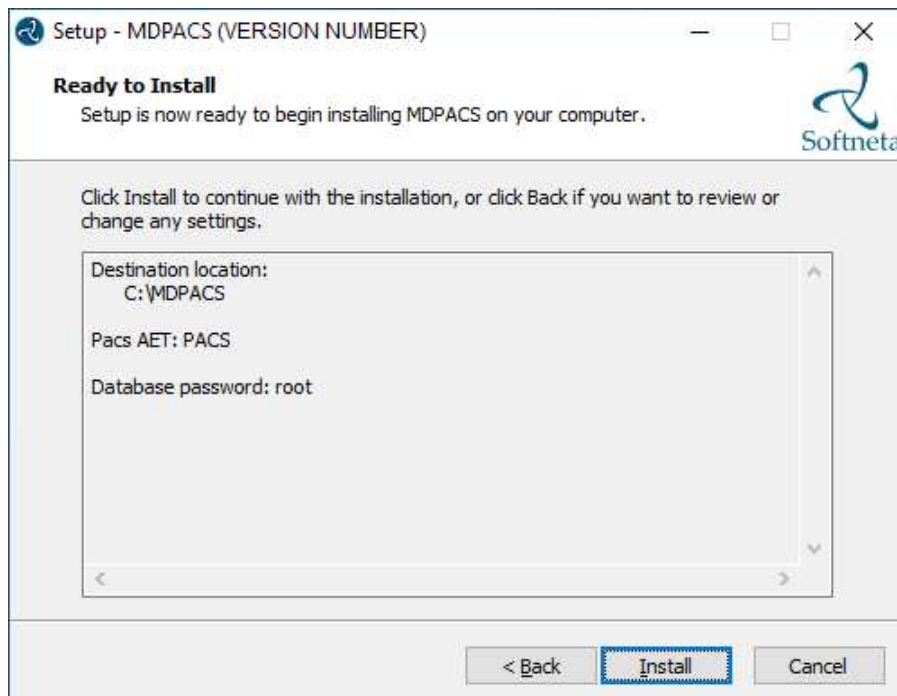 Setup - MDPACS (VERSION NUMBER)
Ready to Install
Setup is now ready to begin installing MDPACS on your computer.
Softneta
Click Install to continue with the installation, or click Back if you want to review or
change any settings.
Destination location:
C:\MDPACS
Pacs AET: PACS
Database password: root
< Back
Install
Cancel